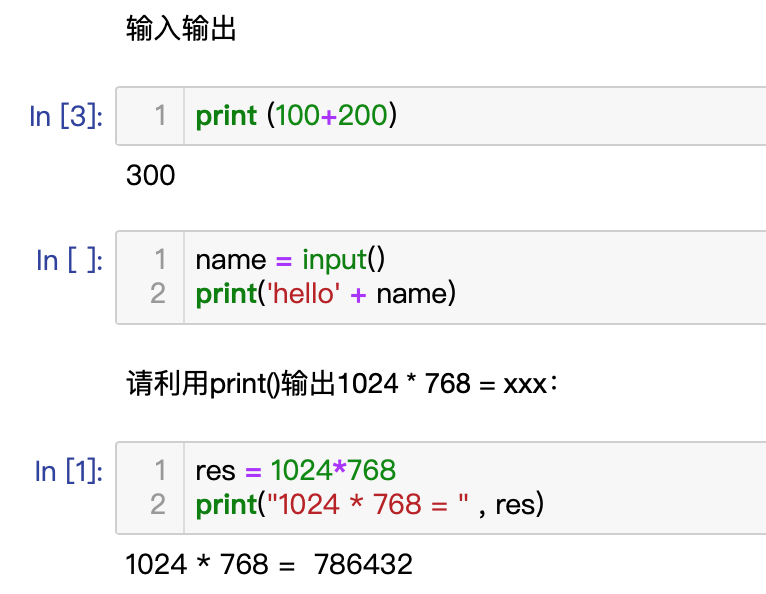 输入输出
In [3]:
1 print (100+200)
300
In [ ]:
1 name = input()
2 print('hello' + name)
请利用print()输出1024 * 768 = xxx：
In [1]:
1 res = 1024*768
2 print("1024 * 768 = " , res)
1024 * 768 =  786432